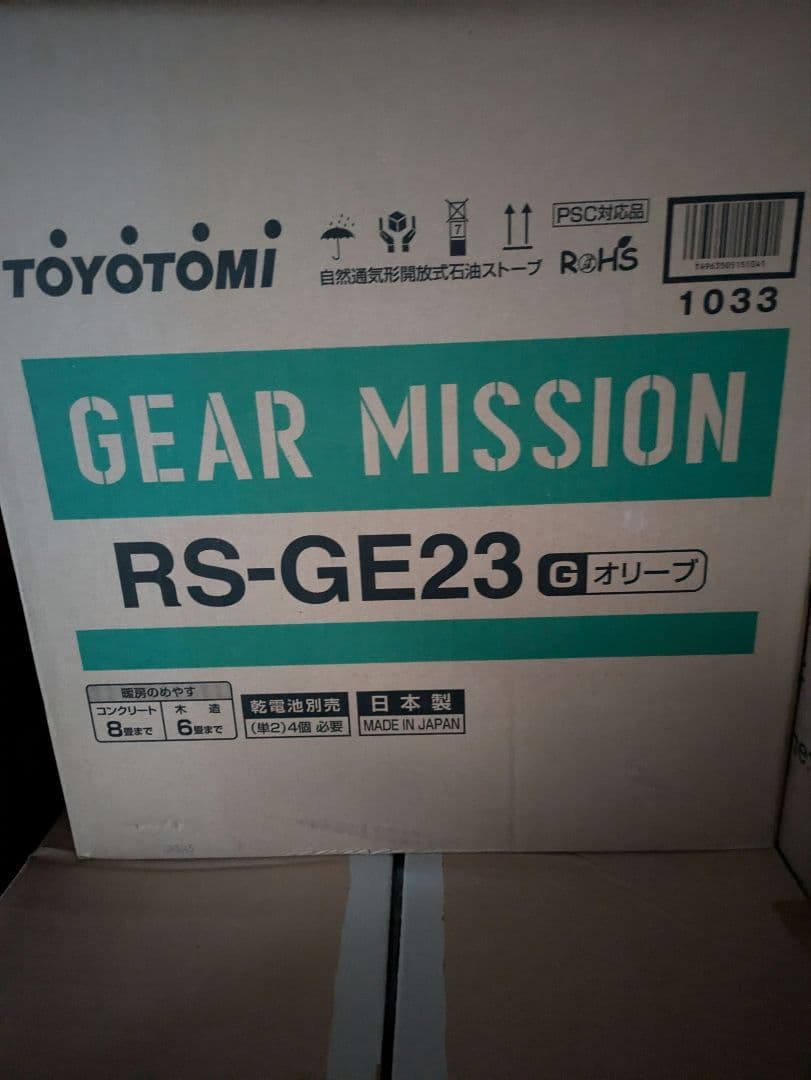 TOYOTOMI
7
自然通気形開放式石油ストーブ
PSC対応品
RoHS
1033
GEAR MISSION
RS-GE23 G オリーブ
暖房のめやす
コンクリート 8畳まで
木造 6畳まで
乾電池別売
(単2)4個 必要
日本製
MADE IN JAPAN